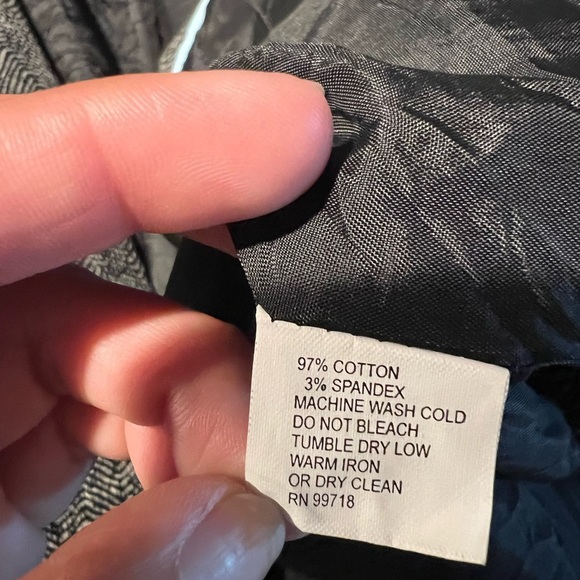 97% COTTON
3% SPANDEX
MACHINE WASH COLD
DO NOT BLEACH
TUMBLE DRY LOW
WARM IRON
OR DRY CLEAN
RN 99718